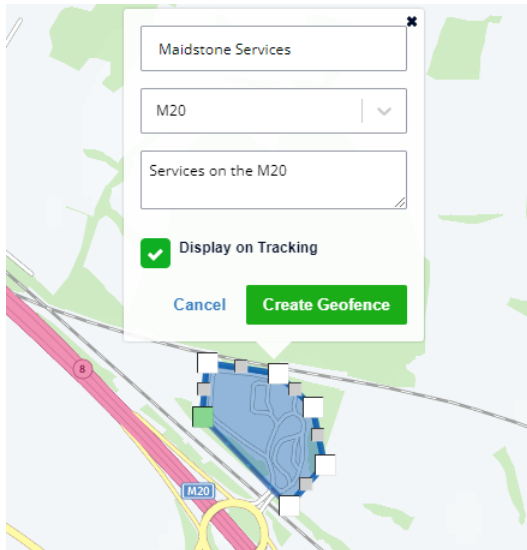 Maidstone Services
M20
Services on the M20
Display on Tracking
Cancel
Create Geofence
8
M20